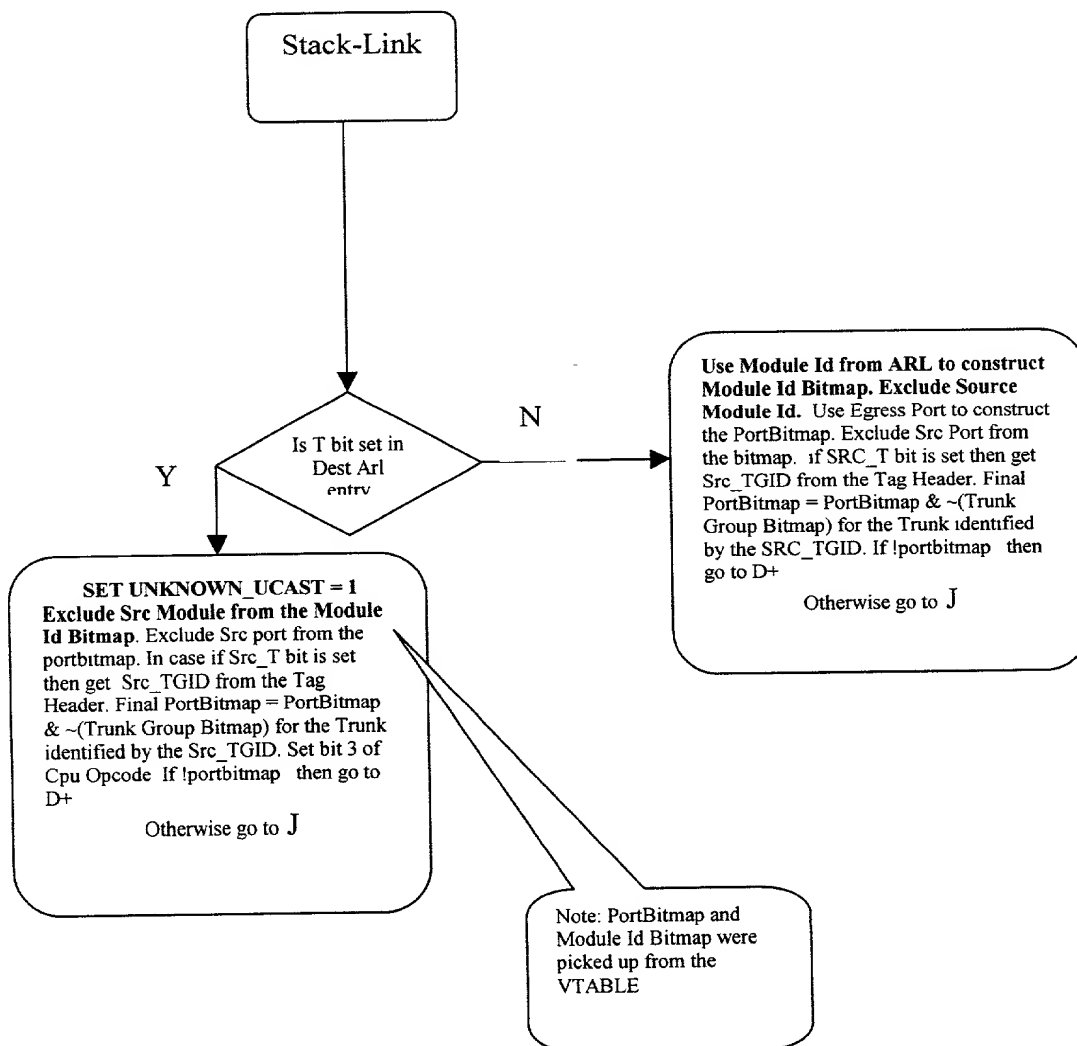 Stack-Link
N
Is T bit set in
Dest Arl
entry
Y
Use Module Id from ARL to construct
Module Id Bitmap. Exclude Source
Module Id. Use Egress Port to construct
the PortBitmap. Exclude Src Port from
the bitmap. if SRC_T bit is set then get
Src_TGID from the Tag Header. Final
PortBitmap = PortBitmap & ~(Trunk
Group Bitmap) for the Trunk identified
by the SRC_TGID. If !portbitmap then
go to D+
Otherwise go to J
SET UNKNOWN_UCAST = 1
Exclude Src Module from the Module
Id Bitmap. Exclude Src port from the
portbitmap. In case if Src_T bit is set
then get Src_TGID from the Tag
Header. Final PortBitmap = PortBitmap
& ~(Trunk Group Bitmap) for the Trunk
identified by the Src_TGID. Set bit 3 of
Cpu Opcode If !portbitmap then go to
D+
Otherwise go to J
Note: PortBitmap and
Module Id Bitmap were
picked up from the
VTABLE